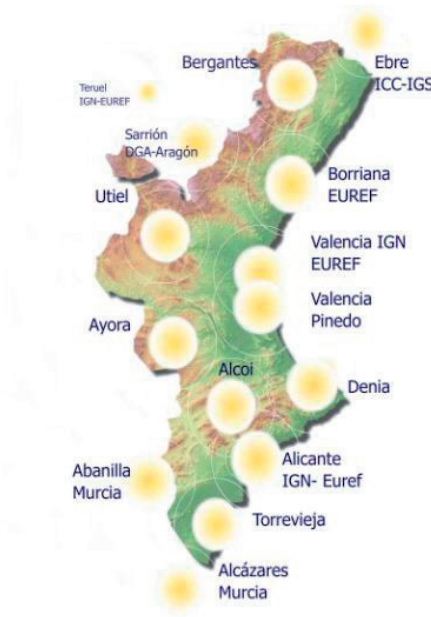 Bergantes
Ebre
ICC-IGS
Teruel
IGN-EUREF
Sarrión
DGA-Aragón
Utiel
Borriana
EUREF
Valencia IGN
EUREF
Valencia
Pinedo
Ayora
Alcoi
Denia
Alicante
IGN- Euref
Abanilla
Murcia
Torrevieja
Alcázares
Murcia